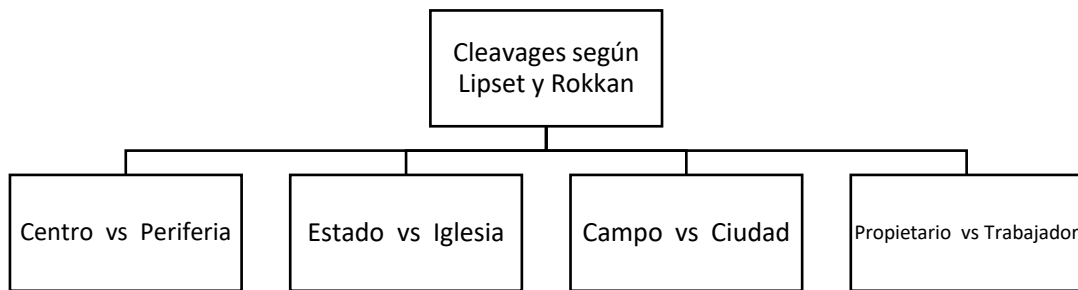 Cleavages según
Lipset y Rokkan
Centro vs Periferia
Estado vs Iglesia
Campo vs Ciudad
Propietario vs Trabajador